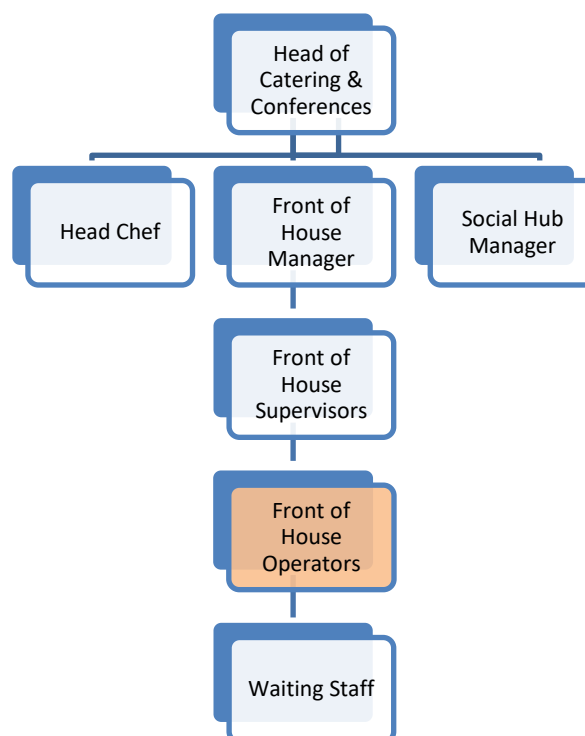 Head of
Catering &
Conferences
Head Chef
Front of
House
Manager
Social Hub
Manager
Front of
House
Supervisors
Front of
House
Operators
Waiting Staff